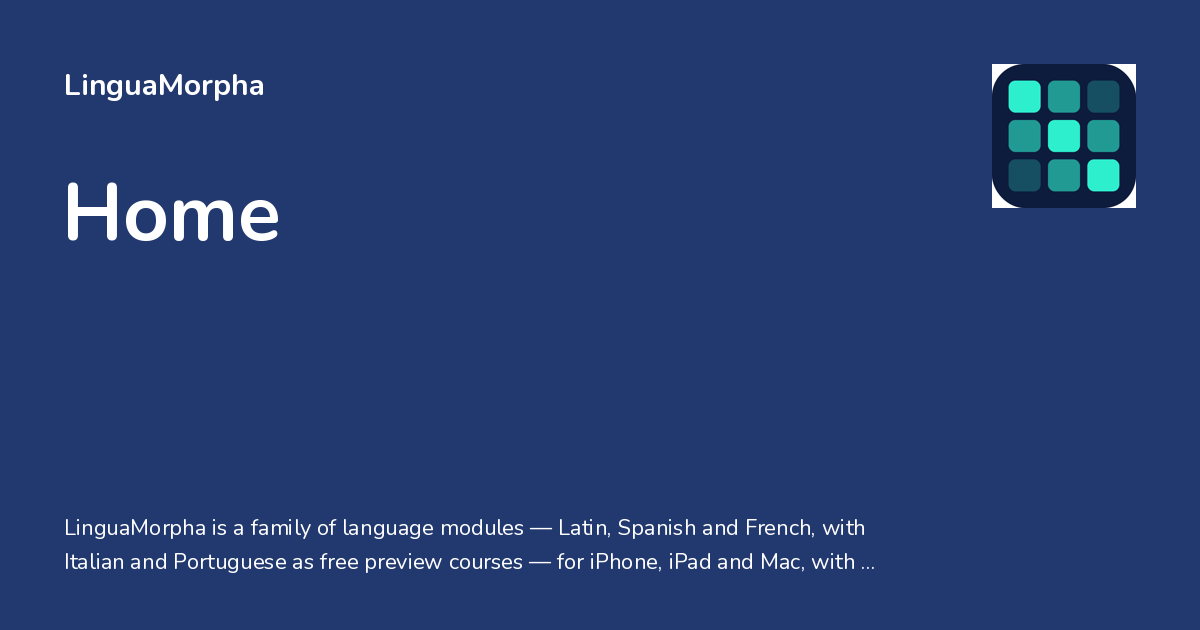 LinguaMorpha
Home
LinguaMorpha is a family of language modules — Latin, Spanish and French, with
Italian and Portuguese as free preview courses — for iPhone, iPad and Mac, with ...